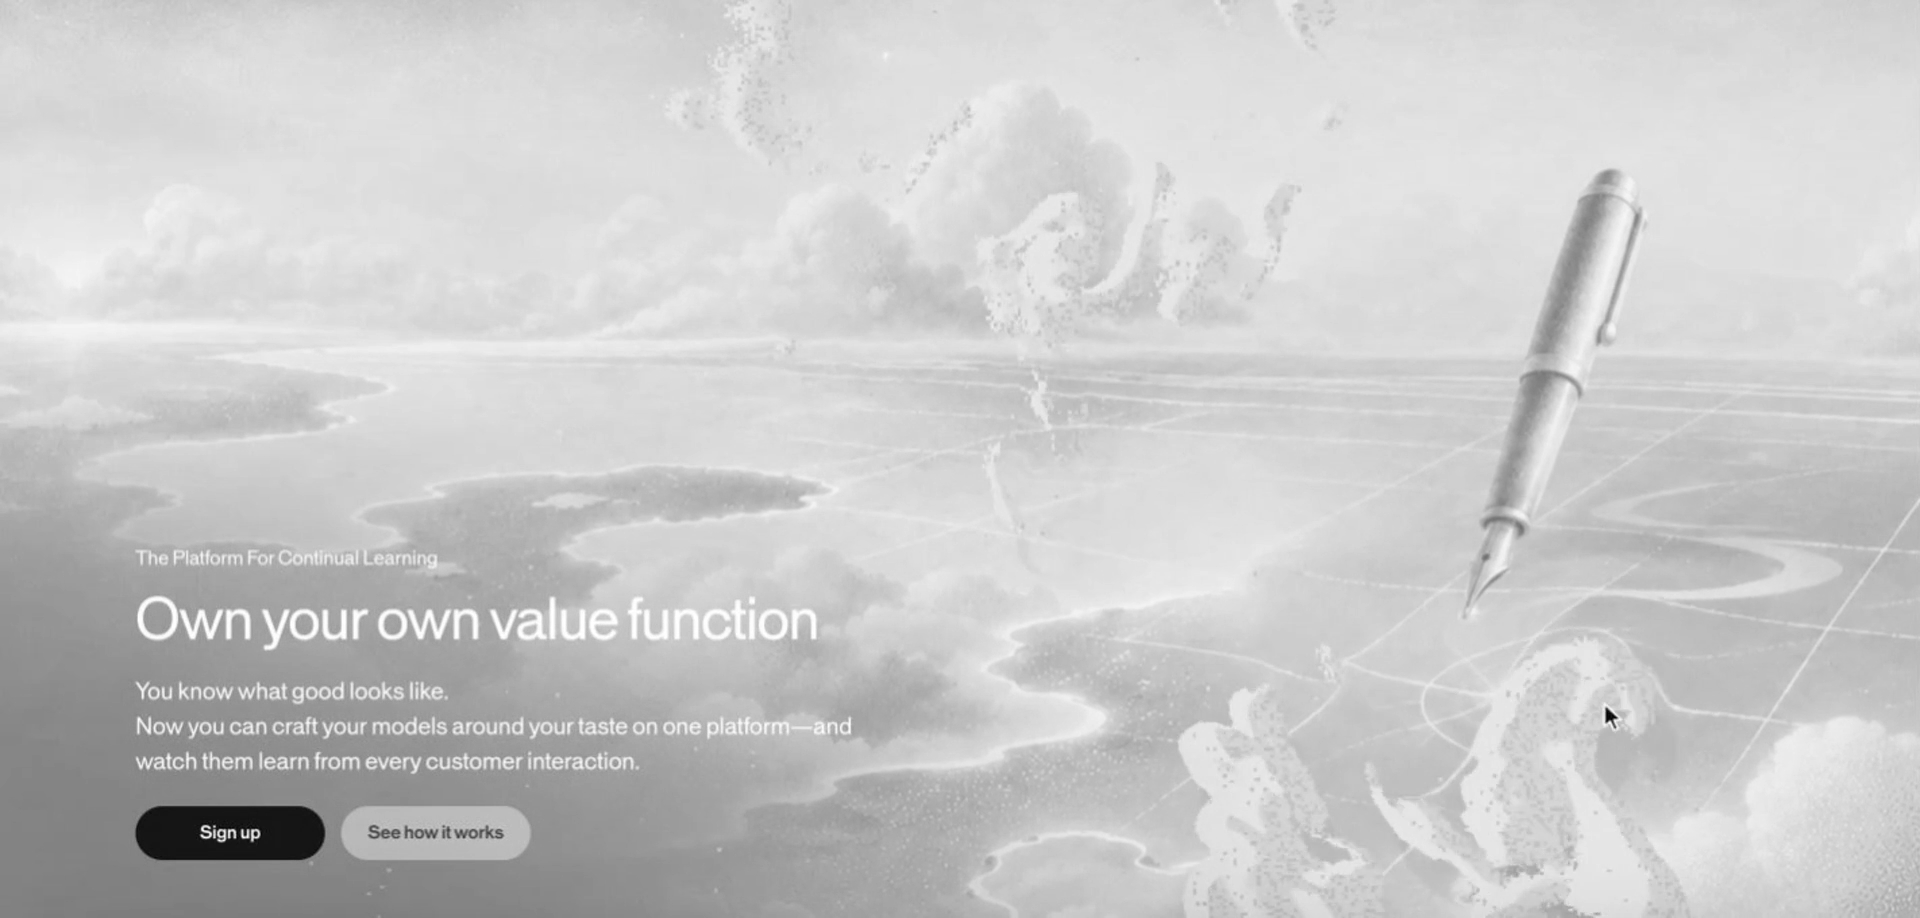 The Platform For Continual Learning
Own your own value function
You know what good looks like.
Now you can craft your models around your taste on one platform—and
watch them learn from every customer interaction.
Sign up
See how it works